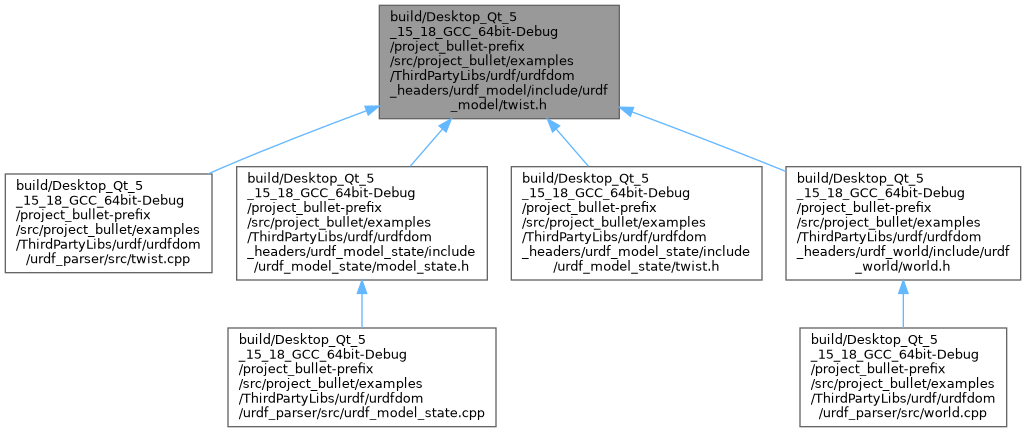 build/Desktop_Qt_5
_15_18_GCC_64bit-Debug
/project_bullet-prefix
/src/project_bullet/examples
/ThirdPartyLibs/urdf/urdfdom
_headers/urdf_model/include/urdf
_model/twist.h
build/Desktop_Qt_5
_15_18_GCC_64bit-Debug
/project_bullet-prefix
/src/project_bullet/examples
/ThirdPartyLibs/urdf/urdfdom
/urdf_parser/src/twist.cpp
build/Desktop_Qt_5
_15_18_GCC_64bit-Debug
/project_bullet-prefix
/src/project_bullet/examples
/ThirdPartyLibs/urdf/urdfdom
_headers/urdf_model_state/include
/urdf_model_state/model_state.h
build/Desktop_Qt_5
_15_18_GCC_64bit-Debug
/project_bullet-prefix
/src/project_bullet/examples
/ThirdPartyLibs/urdf/urdfdom
_headers/urdf_model_state/include
/urdf_model_state/twist.h
build/Desktop_Qt_5
_15_18_GCC_64bit-Debug
/project_bullet-prefix
/src/project_bullet/examples
/ThirdPartyLibs/urdf/urdfdom
_headers/urdf_world/include/urdf
_world/world.h
build/Desktop_Qt_5
_15_18_GCC_64bit-Debug
/project_bullet-prefix
/src/project_bullet/examples
/ThirdPartyLibs/urdf/urdfdom
/urdf_parser/src/urdf_model_state.cpp
build/Desktop_Qt_5
_15_18_GCC_64bit-Debug
/project_bullet-prefix
/src/project_bullet/examples
/ThirdPartyLibs/urdf/urdfdom
/urdf_parser/src/world.cpp